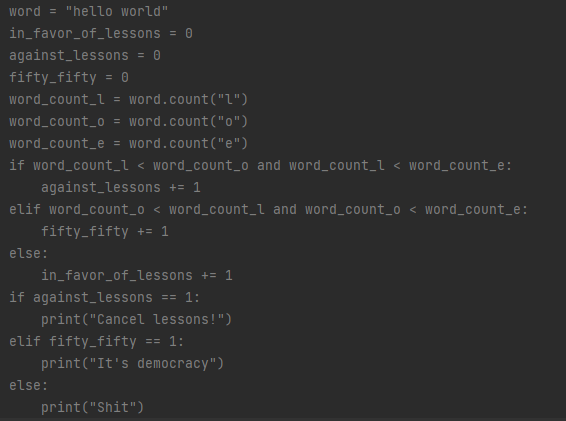 word = "hello world"
in_favor_of_lessons = 0
against_lessons = 0
fifty_fifty = 0
word_count_l = word.count("l")
word_count_o = word.count("o")
word_count_e = word.count("e")
if word_count_l < word_count_o and word_count_l < word_count_e:
    against_lessons += 1
elif word_count_o < word_count_l and word_count_o < word_count_e:
    fifty_fifty += 1
else:
    in_favor_of_lessons += 1
if against_lessons == 1:
    print("Cancel lessons!")
elif fifty_fifty == 1:
    print("It's democracy")
else:
    print("Shit")